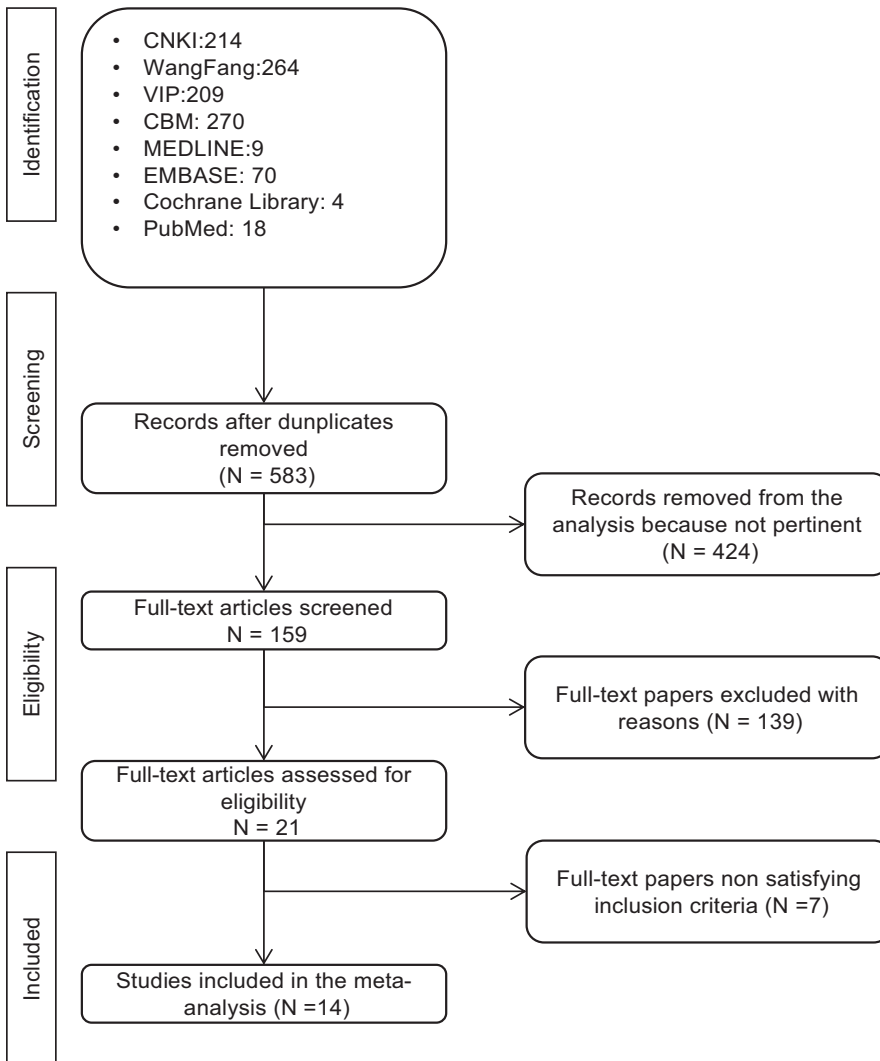 Identification
• CNKI:214
• WangFang:264
• VIP:209
• CBM: 270
• MEDLINE:9
• EMBASE: 70
• Cochrane Library: 4
• PubMed: 18
Screening
Records after dunplicates
removed
(N = 583)
Records removed from the
analysis because not pertinent
(N = 424)
Eligibility
Full-text articles screened
N = 159
Full-text papers excluded with
reasons (N = 139)
Full-text articles assessed for
eligibility
N = 21
Included
Full-text papers non satisfying
inclusion criteria (N =7)
Studies included in the meta-
analysis (N =14)